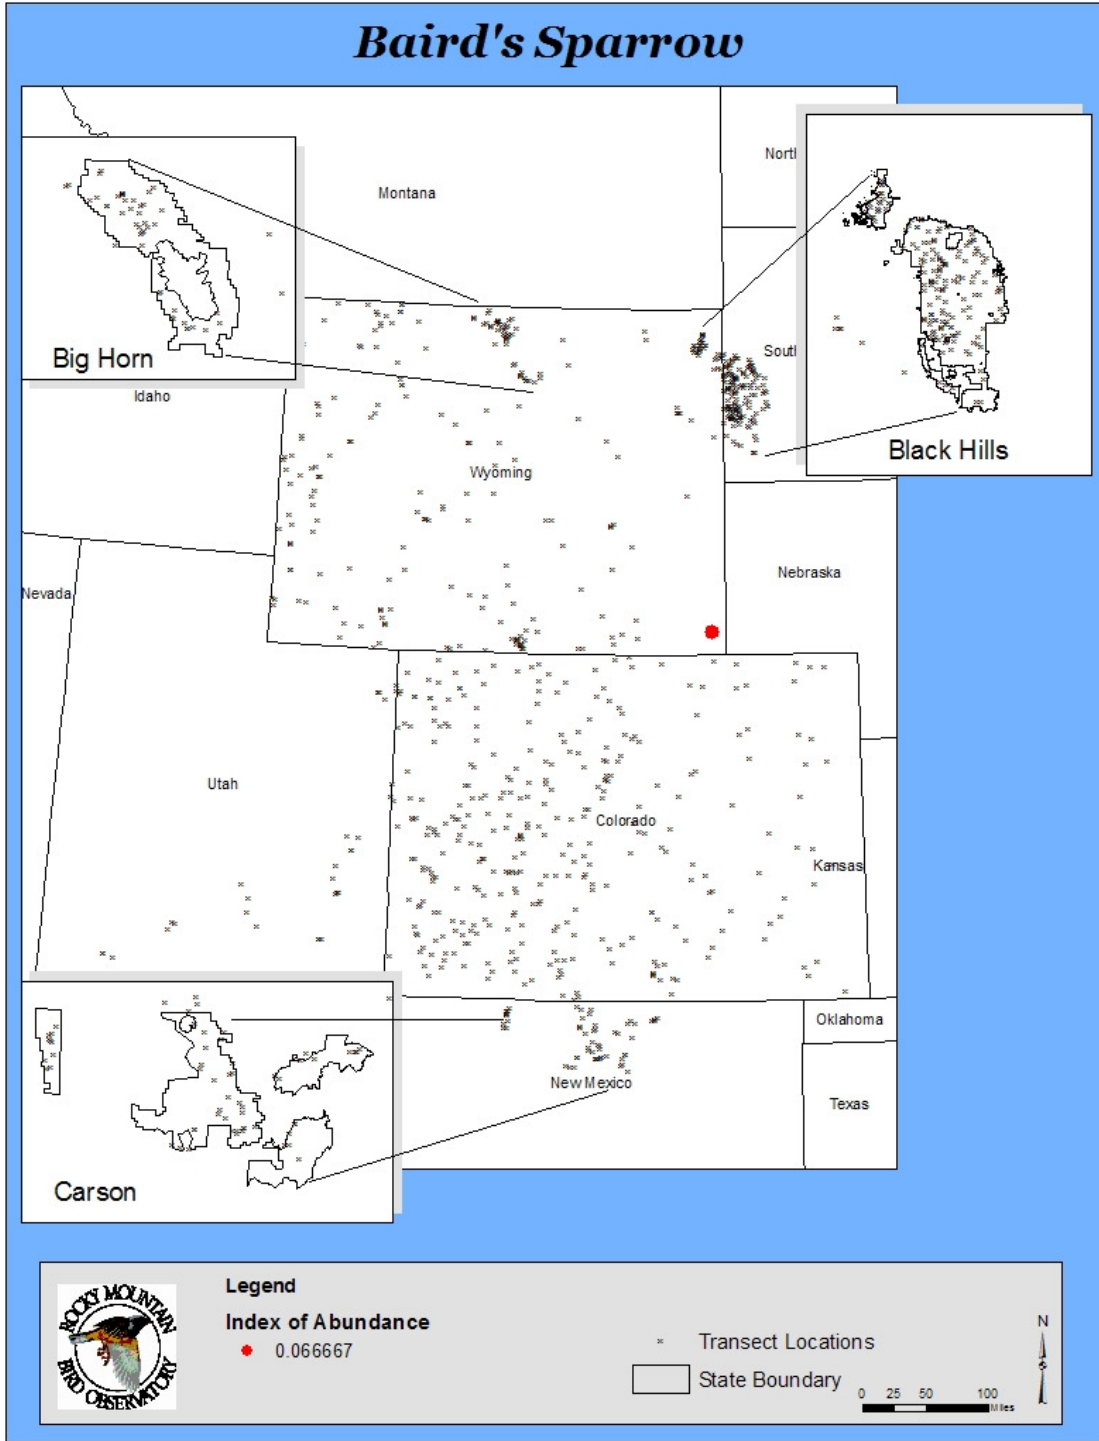 Baird's Sparrow
Montana
North
Big Horn
Idaho
South
Black Hills
Wyoming
Nevada
Nebraska
Utah
Colorado
Kansas
Oklahoma
New Mexico
Texas
Carson
Legend
Index of Abundance
0.066667
Transect Locations
State Boundary
N
0 25 50 100
Miles
ROCKY MOUNTAIN
BIRD OBSERVATORY